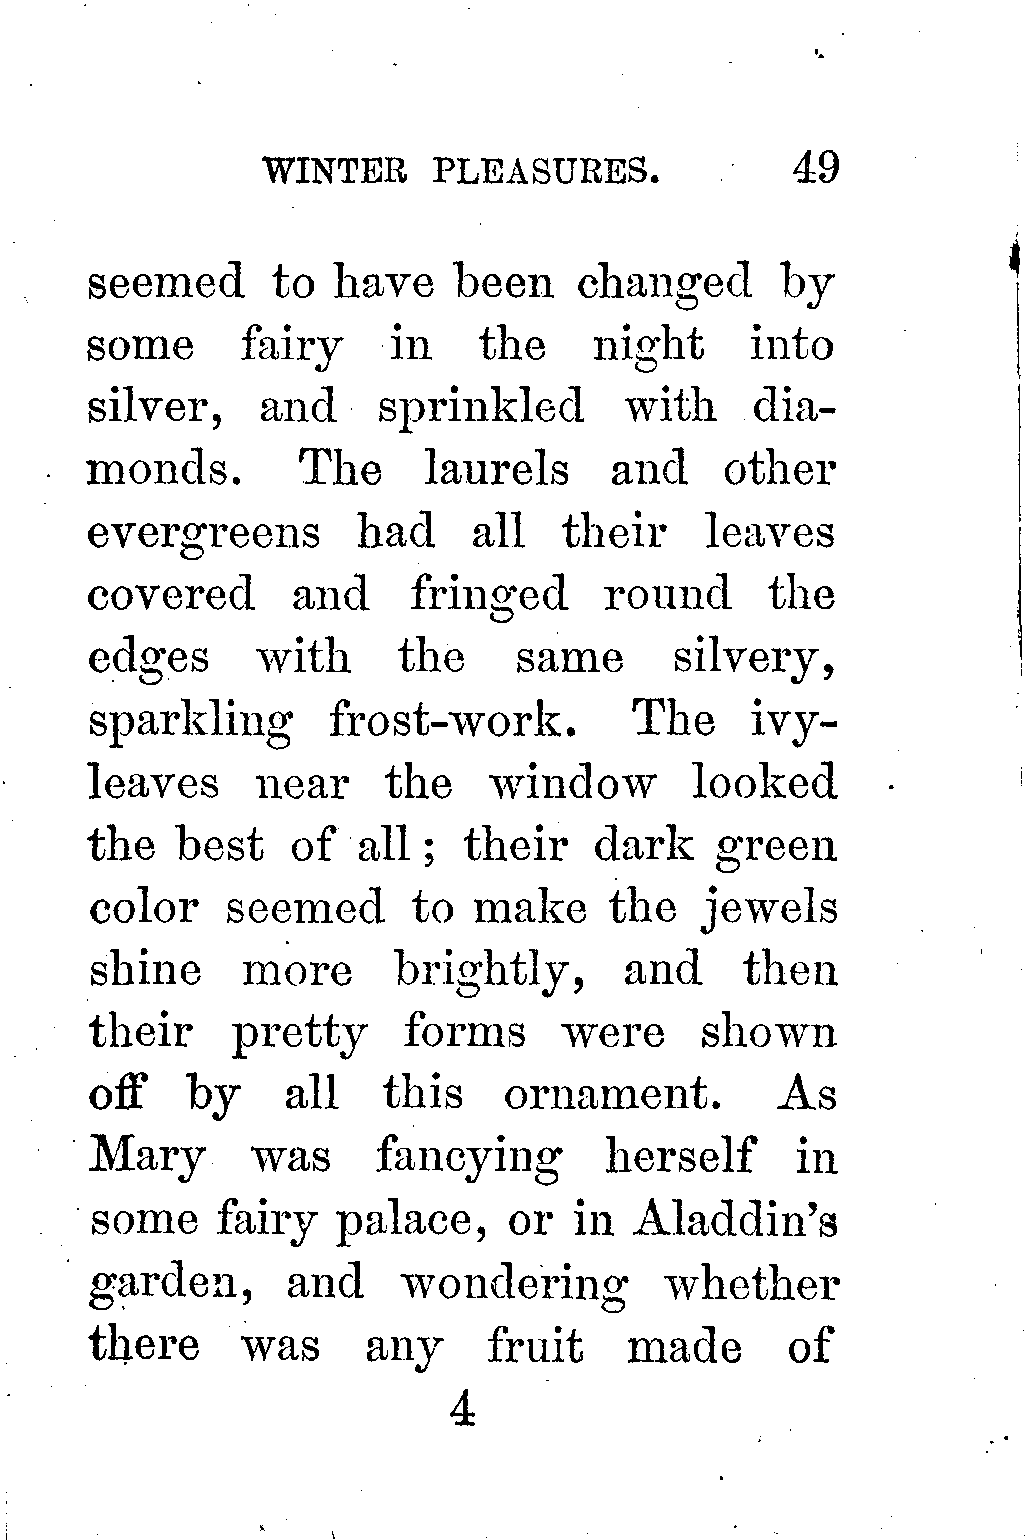 WINTER PLEASURES. 49
seemed to have been changed by
some fairy in the night into
silver, and sprinkled with dia-
monds. The laurels and other
evergreens had all their leaves
covered and fringed round the
edges with the same silvery,
sparkling frost-work. The ivy-
leaves near the window looked
the best of all; their dark green
color seemed to make the jewels
shine more brightly, and then
their pretty forms were shown
off by all this ornament. As
Mary was fancying herself in
some fairy palace, or in Aladdin's
garden, and wondering whether
there was any fruit made of
4